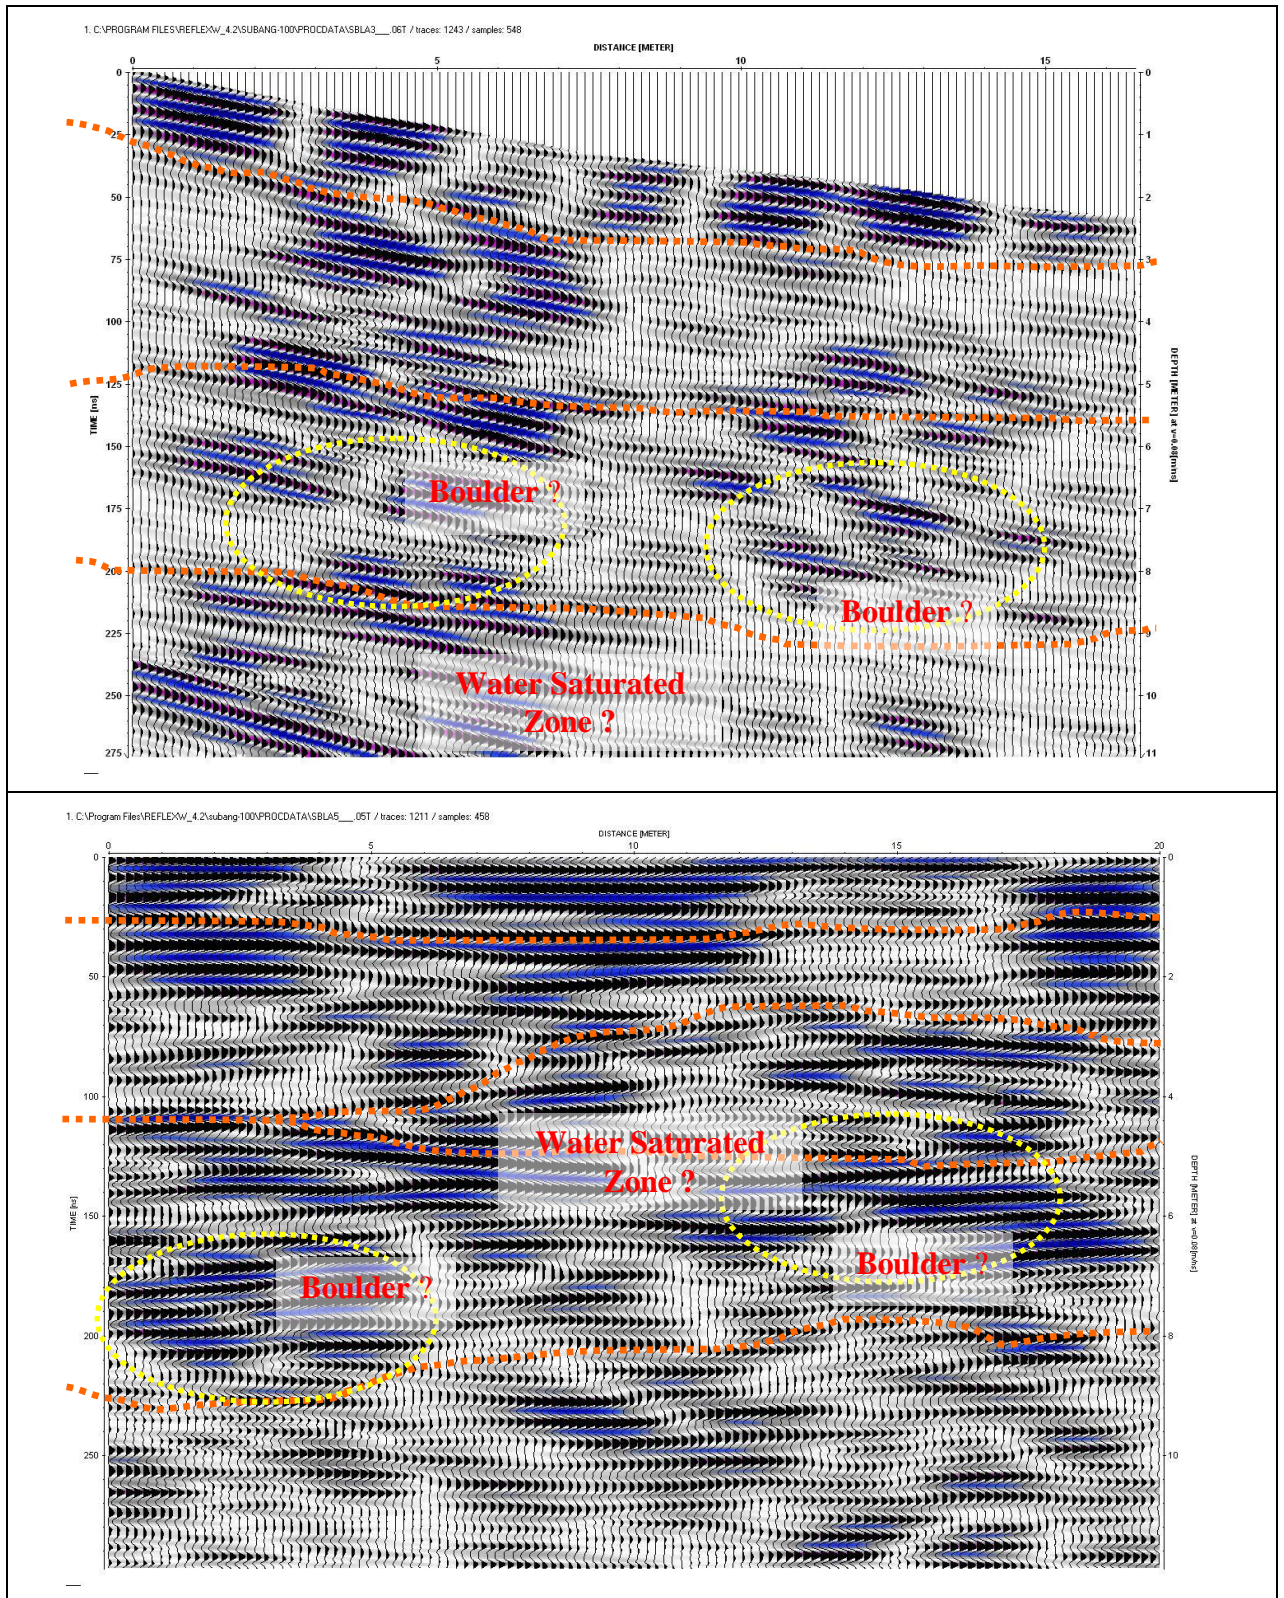 1. C:\PROGRAM FILES\REFLEXW_4.2\SUBANG-100\PROCDATA\SBLA3___.06T / traces: 1243 / samples: 548
DISTANCE [METER]
0 5 10 15
0 0
25 1
50 2
75 3
100 4
125 5
150 6
175 7
200 8
225 9
250 10
275 11
TIME [ns]
DEPTH [METER] at v=0.08[m/ns]
Boulder ?
Boulder ?
Water Saturated
Zone ?
1. C:\Program Files\REFLEXW_4.2\subang-100\PROCDATA\SBLA5___.05T / traces: 1211 / samples: 458
DISTANCE [METER]
0 5 10 15 20
0 0
50 2
100 4
150 6
200 8
250 10
TIME [ns]
DEPTH [METER] at v=0.08[m/ns]
Water Saturated
Zone ?
Boulder ?
Boulder ?